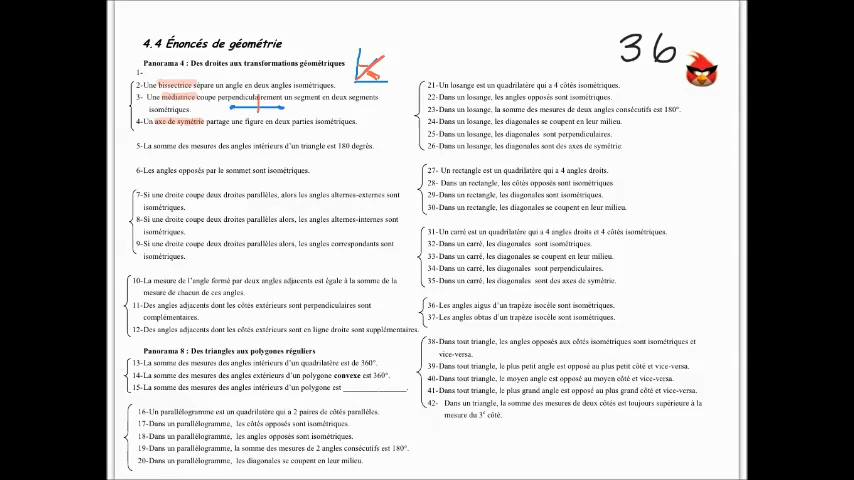 4.4 Énoncés de géométrie
36
Panorama 4 : Des droites aux transformations géométriques
1-
2-Une bissectrice sépare un angle en deux angles isométriques.
3- Une médiatrice coupe perpendiculairement un segment en deux segments
isométriques.
4-Un axe de symétrie partage une figure en deux parties isométriques.
5-La somme des mesures des angles intérieurs d'un triangle est 180 degrés.
6-Les angles opposés par le sommet sont isométriques.
7-Si une droite coupe deux droites parallèles, alors les angles alternes-externes sont
isométriques.
8-Si une droite coupe deux droites parallèles alors, les angles alternes-internes sont
isométriques.
9-Si une droite coupe deux droites parallèles alors, les angles correspondants sont
isométriques.
10-La mesure de l'angle formé par deux angles adjacents est égale à la somme de la
mesure de chacun de ces angles.
11-Des angles adjacents dont les côtés extérieurs sont perpendiculaires sont
complémentaires.
12-Des angles adjacents dont les côtés extérieurs sont en ligne droite sont supplémentaires.
Panorama 8 : Des triangles aux polygones réguliers
13-La somme des mesures des angles intérieurs d'un quadrilatère est de 360°.
14-La somme des mesures des angles extérieurs d'un polygone convexe est 360°.
15-La somme des mesures des angles intérieurs d'un polygone est _______________.
16-Un parallélogramme est un quadrilatère qui a 2 paires de côtés parallèles.
17-Dans un parallélogramme, les côtés opposés sont isométriques.
18-Dans un parallélogramme, les angles opposés sont isométriques.
19-Dans un parallélogramme, la somme des mesures de 2 angles consécutifs est 180°.
20-Dans un parallélogramme, les diagonales se coupent en leur milieu.
21-Un losange est un quadrilatère qui a 4 côtés isométriques.
22-Dans un losange, les angles opposés sont isométriques.
23-Dans un losange, la somme des mesures de deux angles consécutifs est 180°.
24-Dans un losange, les diagonales se coupent en leur milieu.
25-Dans un losange, les diagonales sont perpendiculaires.
26-Dans un losange, les diagonales sont des axes de symétrie.
27- Un rectangle est un quadrilatère qui a 4 angles droits.
28- Dans un rectangle, les côtés opposés sont isométriques
29-Dans un rectangle, les diagonales sont isométriques.
30-Dans un rectangle, les diagonales se coupent en leur milieu.
31-Un carré est un quadrilatère qui a 4 angles droits et 4 côtés isométriques.
32-Dans un carré, les diagonales sont isométriques.
33-Dans un carré, les diagonales se coupent en leur milieu.
34-Dans un carré, les diagonales sont perpendiculaires.
35-Dans un carré, les diagonales sont des axes de symétrie.
36-Les angles aigus d'un trapèze isocèle sont isométriques.
37-Les angles obtus d'un trapèze isocèle sont isométriques.
38-Dans tout triangle, les angles opposés aux côtés isométriques sont isométriques et
vice-versa.
39-Dans tout triangle, le plus petit angle est opposé au plus petit côté et vice-versa.
40-Dans tout triangle, le moyen angle est opposé au moyen côté et vice-versa.
41-Dans tout triangle, le plus grand angle est opposé au plus grand côté et vice-versa.
42- Dans un triangle, la somme des mesures de deux côtés est toujours supérieure à la
mesure du 3e côté.